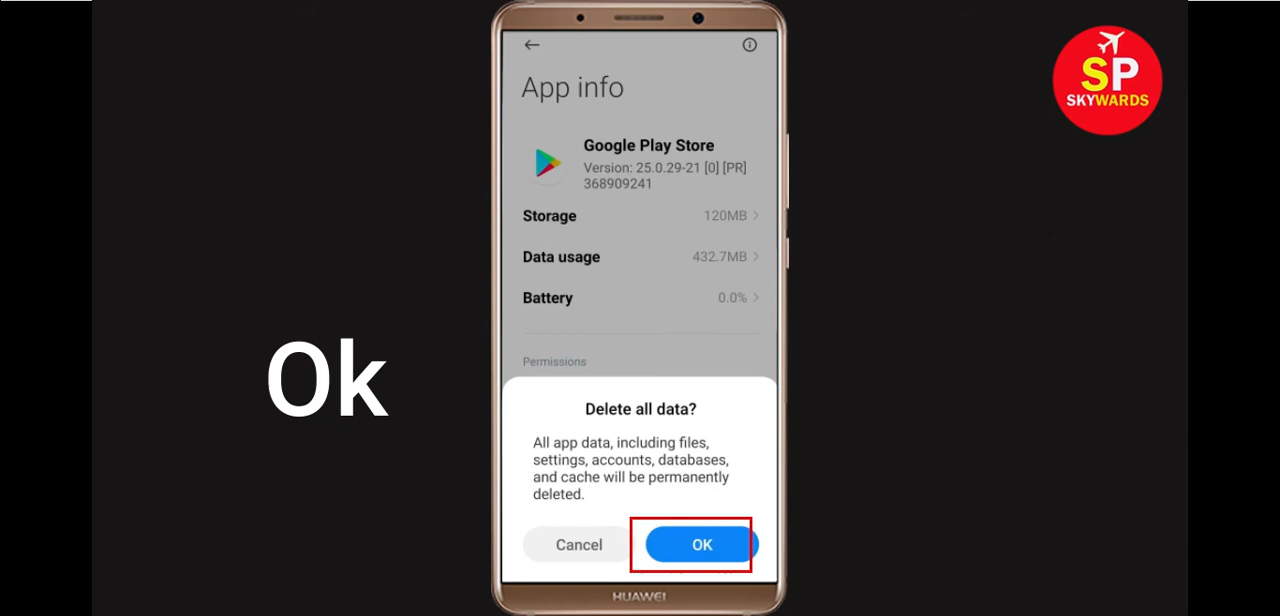 App info
Google Play Store
Version: 25.0.29-21 [0] [PR]
368909241
Storage 120MB
Data usage 432.7MB
Battery 0.0%
Permissions
Delete all data?
All app data, including files,
settings, accounts, databases,
and cache will be permanently
deleted.
Cancel OK
HUAWEI
Ok
SP
SKYWARDS